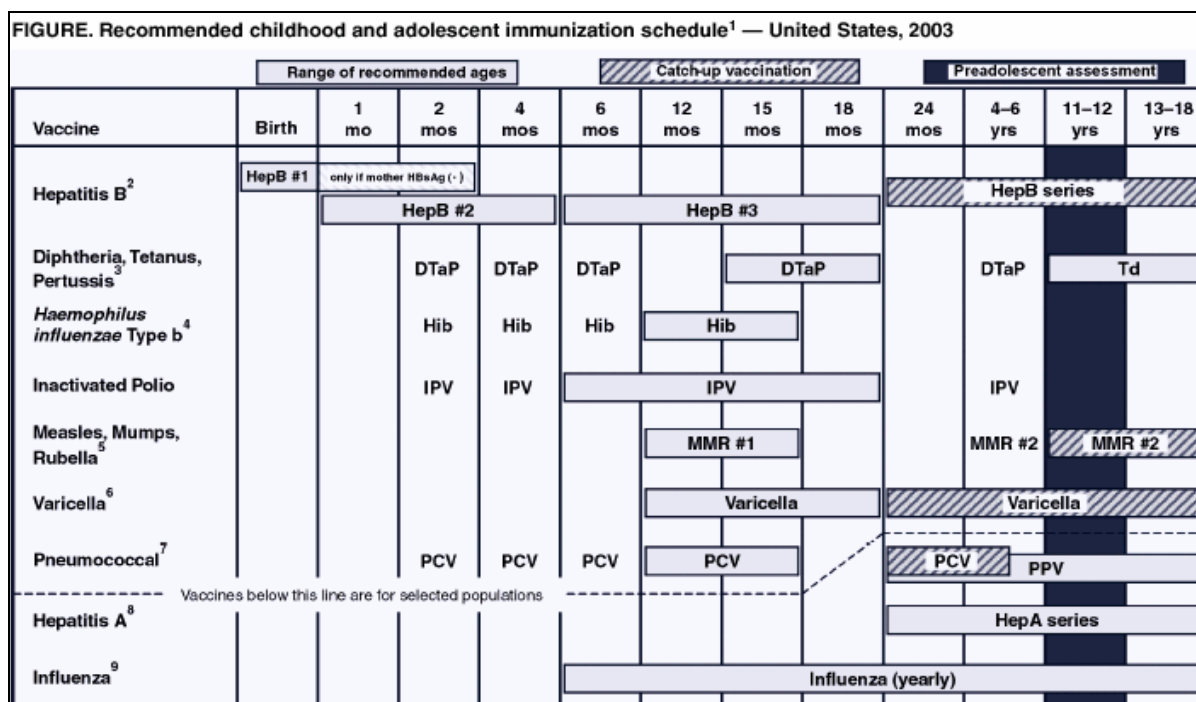 FIGURE. Recommended childhood and adolescent immunization schedule1 — United States, 2003
Range of recommended ages Catch-up vaccination Preadolescent assessment
Vaccine Birth 1 mo 2 mos 4 mos 6 mos 12 mos 15 mos 18 mos 24 mos 4–6 yrs 11–12 yrs 13–18 yrs
HepB #1 only if mother HBsAg (-)
Hepatitis B2 HepB series
HepB #2 HepB #3
Diphtheria, Tetanus,
Pertussis3 DTaP DTaP DTaP DTaP DTaP Td
Haemophilus
influenzae Type b4 Hib Hib Hib Hib
Inactivated Polio IPV IPV IPV IPV
Measles, Mumps,
Rubella5 MMR #1 MMR #2 MMR #2
Varicella6 Varicella Varicella
Pneumococcal7 PCV PCV PCV PCV PCV PPV
Vaccines below this line are for selected populations
Hepatitis A8 HepA series
Influenza9 Influenza (yearly)